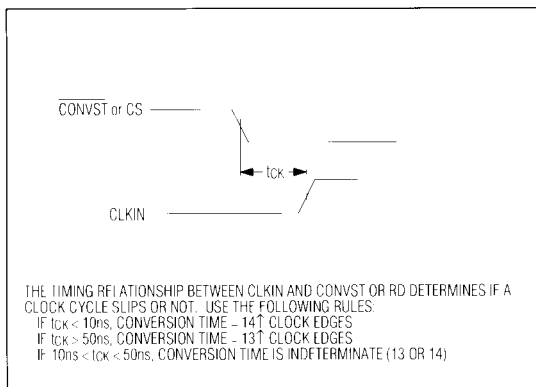 CONVST or CS
tCK
CLKIN
THE TIMING RELATIONSHIP BETWEEN CLKIN AND CONVST OR RD DETERMINES IF A
CLOCK CYCLE SLIPS OR NOT. USE THE FOLLOWING RULES:
IF tCK < 10ns, CONVERSION TIME = 14↑ CLOCK EDGES
IF tCK > 50ns, CONVERSION TIME = 13↑ CLOCK EDGES
IF 10ns < tCK < 50ns, CONVERSION TIME IS INDETERMINATE (13 OR 14)